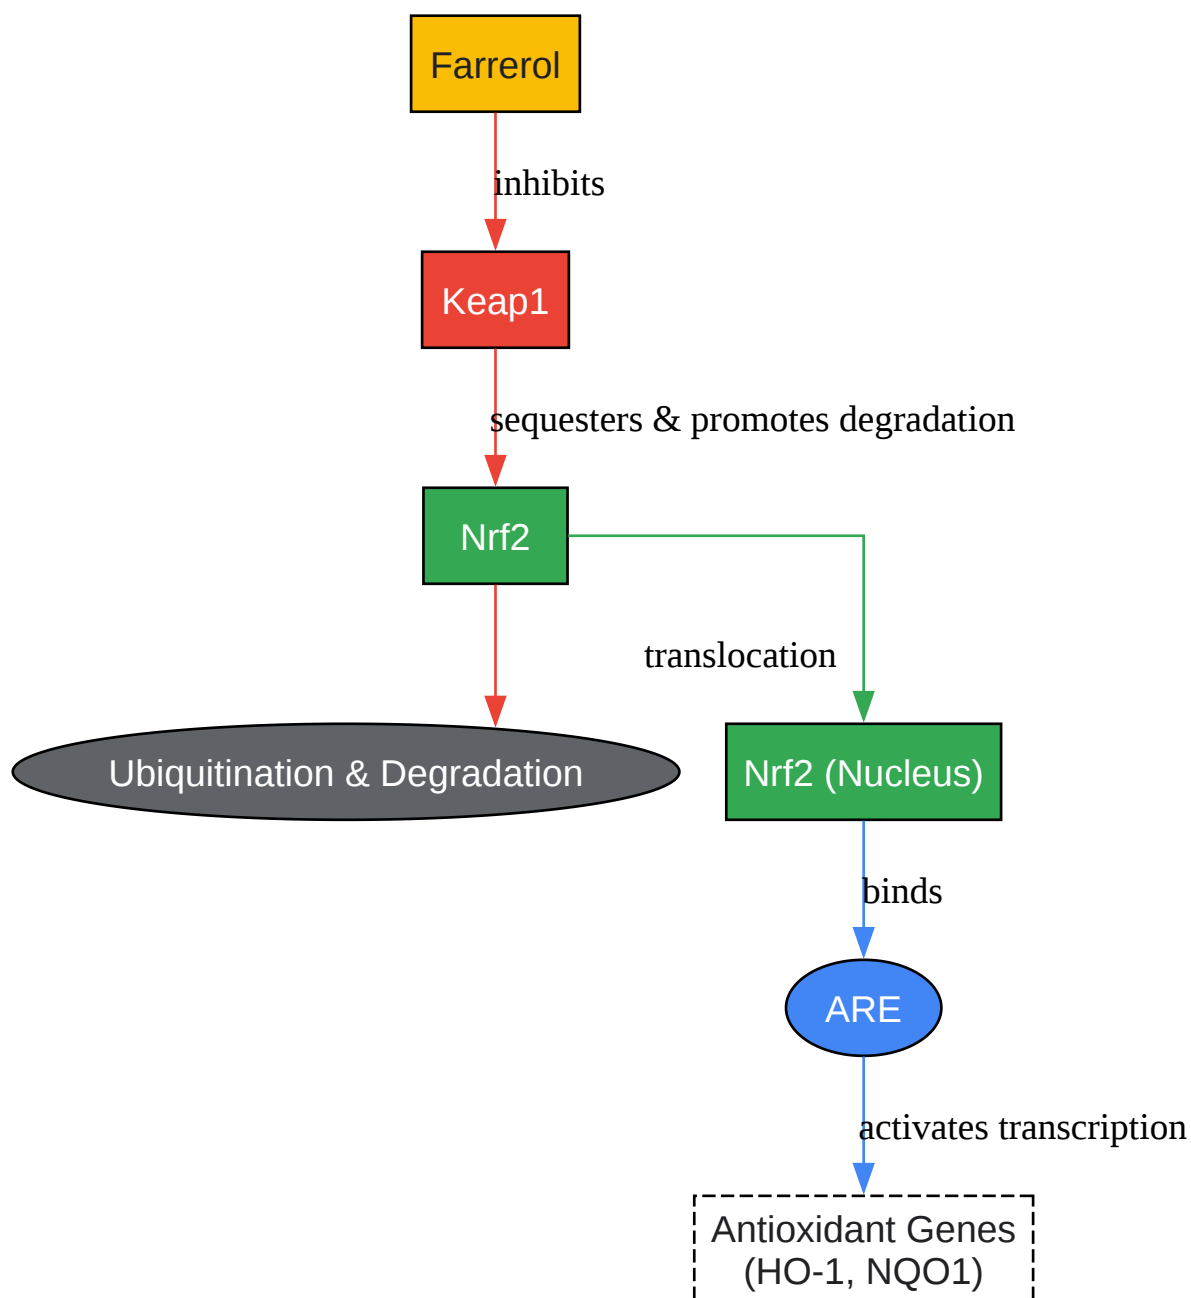 Farrerol
inhibits
Keap1
sequesters & promotes degradation
Nrf2
translocation
Ubiquitination & Degradation
Nrf2 (Nucleus)
binds
ARE
activates transcription
Antioxidant Genes
(HO-1, NQO1)